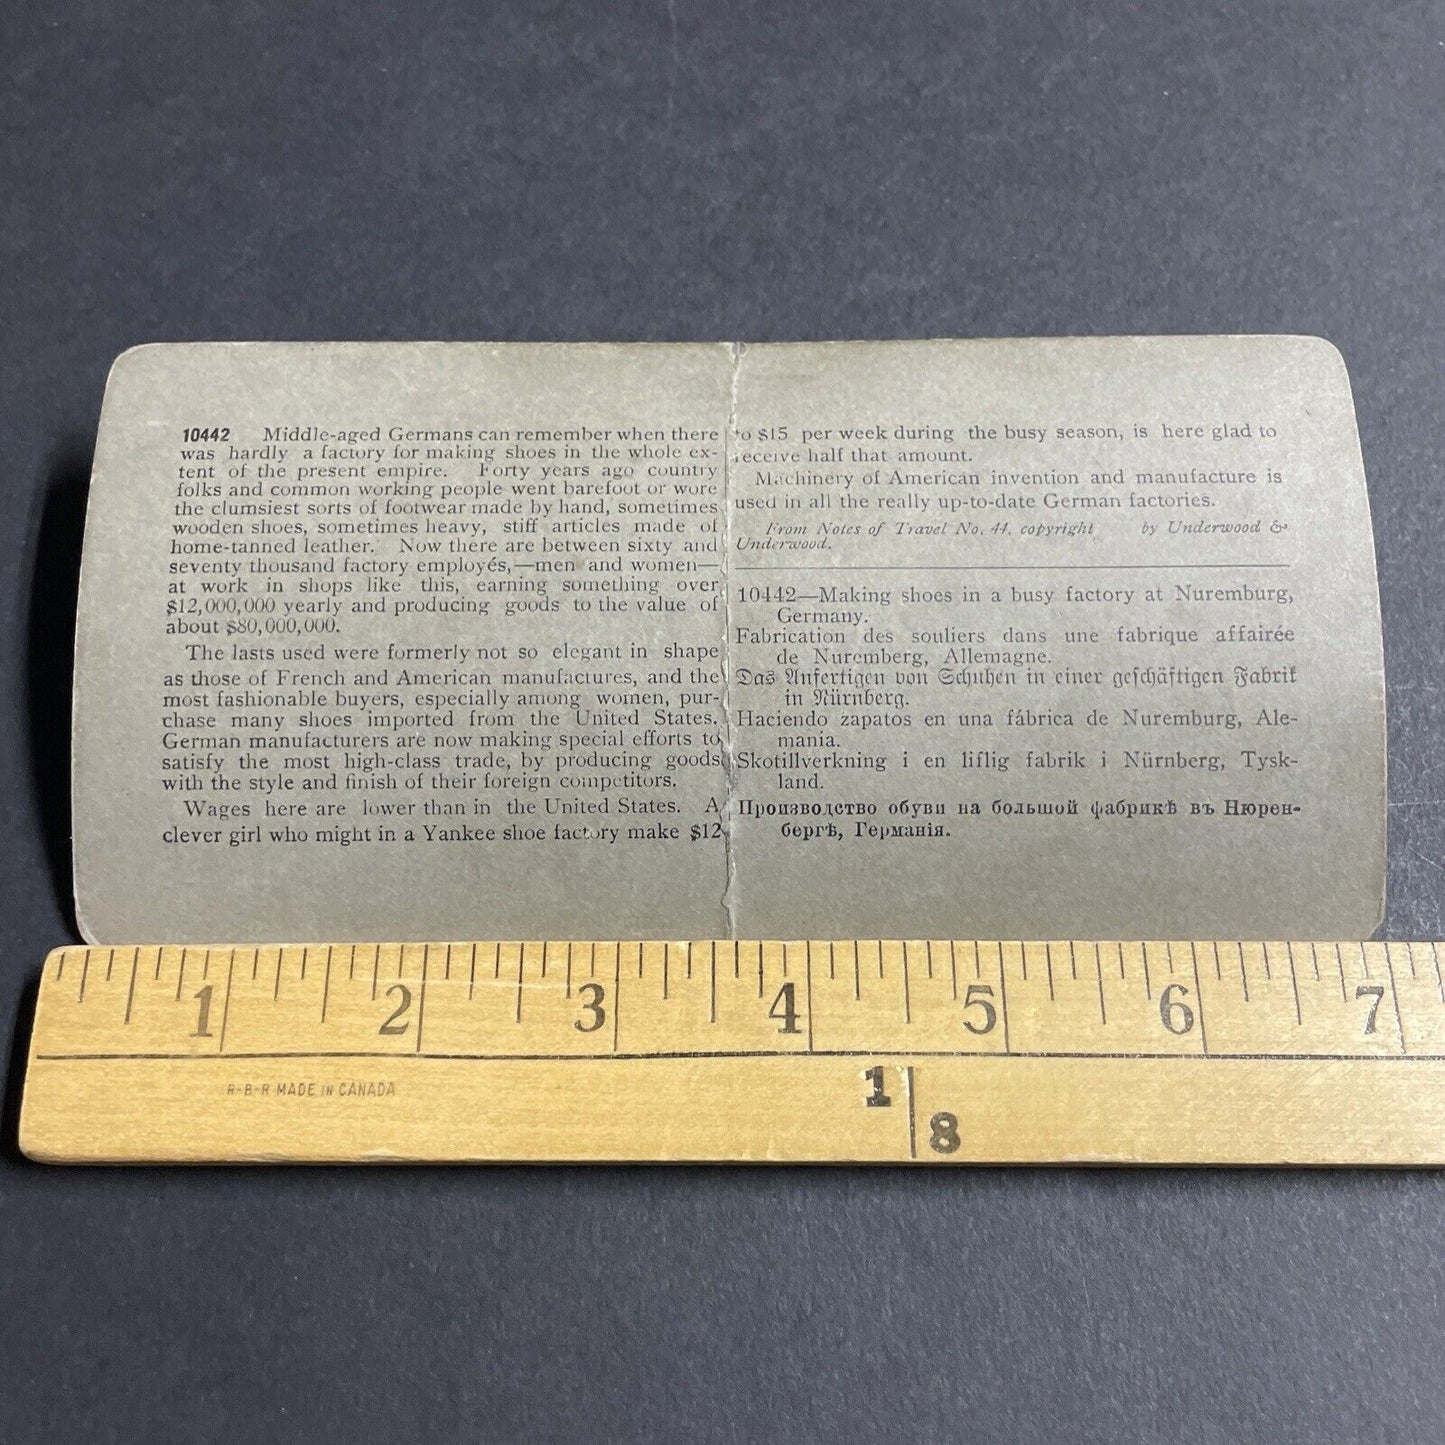 10442 Middle-aged Germans can remember when there
was hardly a factory for making shoes in the whole ex-
tent of the present empire. Forty years ago country
folks and common working people went barefoot or wore
the clumsiest sorts of footwear made by hand, sometimes
wooden shoes, sometimes heavy, stiff articles made of
home-tanned leather. Now there are between sixty and
seventy thousand factory employés,—men and women—
at work in shops like this, earning something over
$12,000,000 yearly and producing goods to the value of
about $80,000,000.
The lasts used were formerly not so elegant in shape
as those of French and American manufactures, and the
most fashionable buyers, especially among women, pur-
chase many shoes imported from the United States.
German manufacturers are now making special efforts to
satisfy the most high-class trade, by producing goods
with the style and finish of their foreign competitors.
Wages here are lower than in the United States. A
clever girl who might in a Yankee shoe factory make $12
to $15 per week during the busy season, is here glad to
receive half that amount.
Machinery of American invention and manufacture is
used in all the really up-to-date German factories.
From Notes of Travel No. 44, copyright by Underwood &
Underwood.
10442—Making shoes in a busy factory at Nuremburg,
Germany.
Fabrication des souliers dans une fabrique affairée
de Nuremberg, Allemagne.
Das Anfertigen von Schuhen in einer geschäftigen Fabrik
in Nürnberg.
Haciendo zapatos en una fábrica de Nuremburg, Ale-
mania.
Skotillverkning i en liflig fabrik i Nürnberg, Tysk-
land.
Производство обуви на большой фабрикѣ въ Нюрен-
бергѣ, Германія.
1 2 3 4 5 6 7
R-B-R MADE IN CANADA
1
8